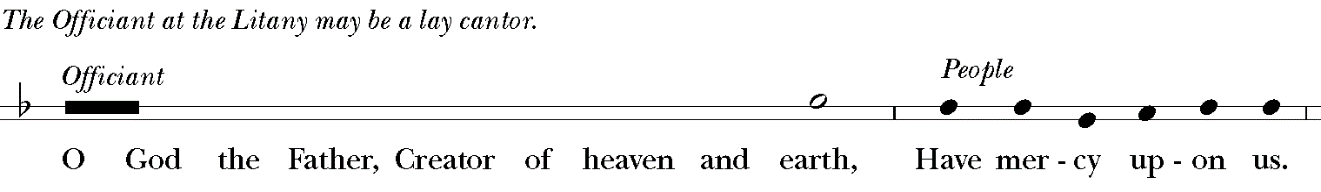 The Officiant at the Litany may be a lay cantor.
Officiant People
O God the Father, Creator of heaven and earth, Have mer - cy up - on us.